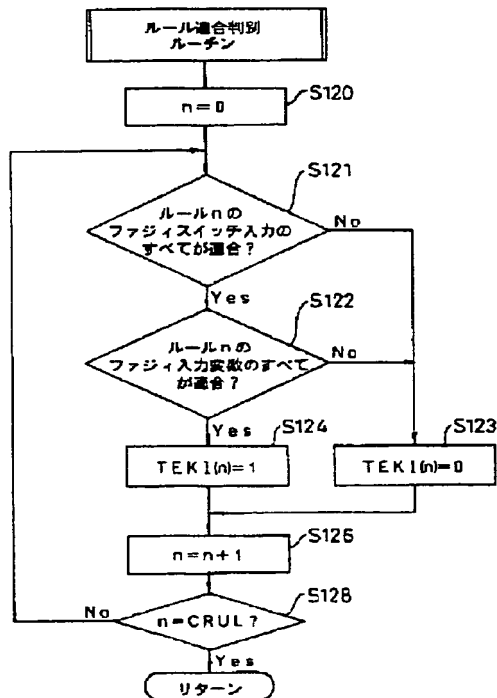 ルール適合判別
ルーチン
n=0
S120
S121
ルールnの
ファジィスイッチ入力の
すべてが適合?
No
Yes
S122
ルールnの
ファジィ入力変数のすべて
が適合?
No
Yes
S124
TEKI(n)=1
S123
TEKI(n)=0
S126
n=n+1
S128
n=CRUL?
No
Yes
リターン